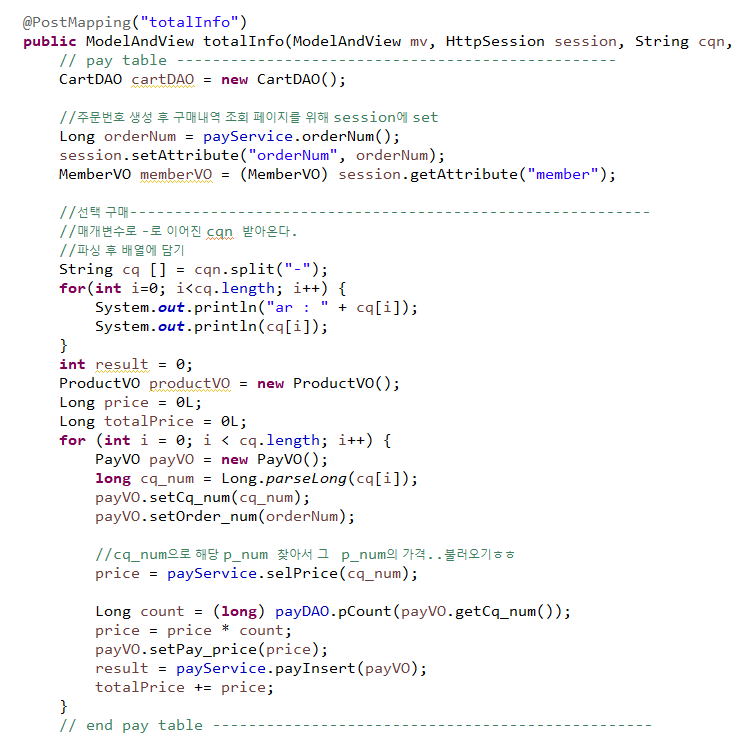 @PostMapping("totalInfo")
public ModelAndView totalInfo(ModelAndView mv, HttpSession session, String cqn,
// pay table -------------------------------------------------
CartDAO cartDAO = new CartDAO();
//주문번호 생성 후 구매내역 조회 페이지를 위해 session에 set
Long orderNum = payService.orderNum();
session.setAttribute("orderNum", orderNum);
MemberVO memberVO = (MemberVO) session.getAttribute("member");
//선택 구매----------------------------------------------------------
//매개변수로 -로 이어진 cqn 받아온다.
//파싱 후 배열에 담기
String cq [] = cqn.split("-");
for(int i=0; i<cq.length; i++) {
System.out.println("ar : " + cq[i]);
System.out.println(cq[i]);
}
int result = 0;
ProductVO productVO = new ProductVO();
Long price = 0L;
Long totalPrice = 0L;
for (int i = 0; i < cq.length; i++) {
PayVO payVO = new PayVO();
long cq_num = Long.parseLong(cq[i]);
payVO.setCq_num(cq_num);
payVO.setOrder_num(orderNum);
//cq_num으로 해당 p_num 찾아서 그 p_num의 가격..불러오기ㅎㅎ
price = payService.selPrice(cq_num);
Long count = (long) payDAO.pCount(payVO.getCq_num());
price = price * count;
payVO.setPay_price(price);
result = payService.payInsert(payVO);
totalPrice += price;
}
// end pay table -------------------------------------------------